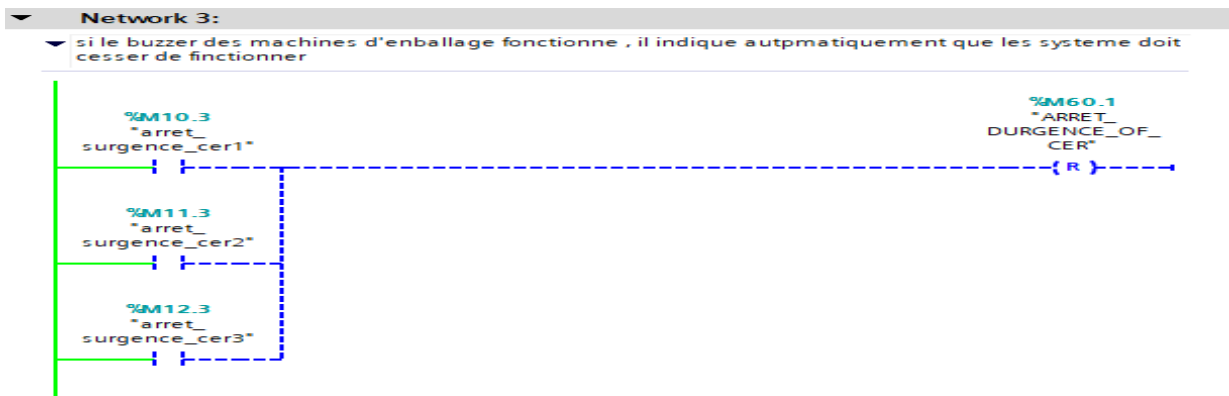 Network 3:
si le buzzer des machines d'enballage fonctionne , il indique autpmatiquement que les systeme doit
cesser de finctionner
%M10.3
"arret_
surgence_cer1"
%M60.1
"ARRET_
DURGENCE_OF_
CER"
( R )
%M11.3
"arret_
surgence_cer2"
%M12.3
"arret_
surgence_cer3"